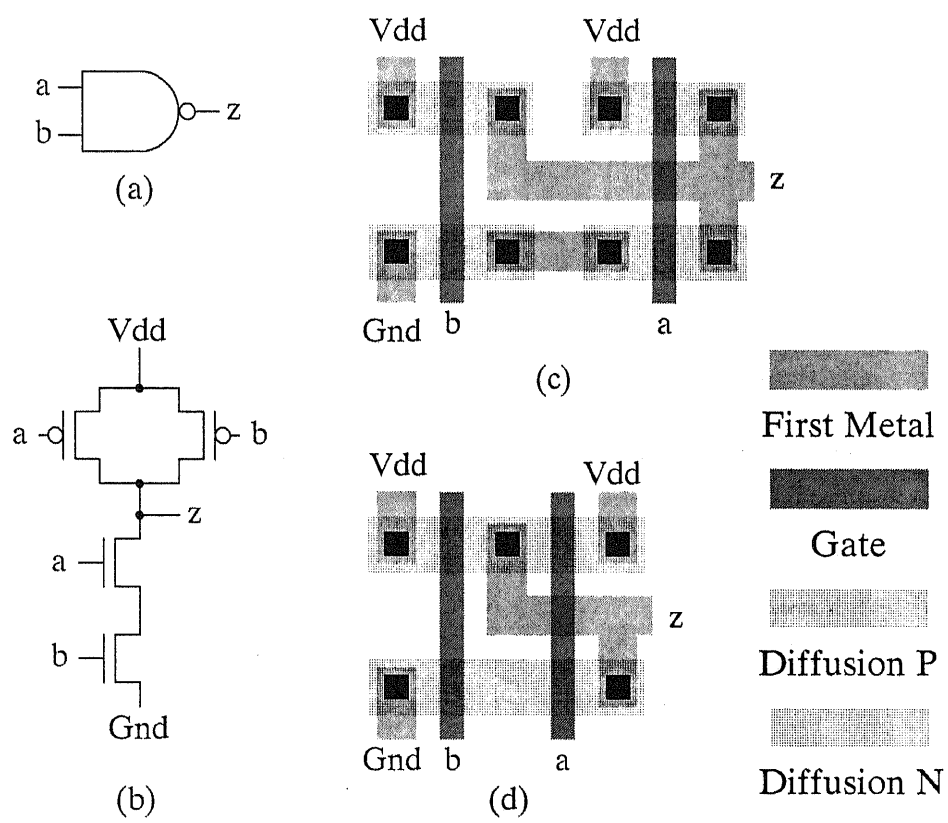 a
b
z
(a)
Vdd
a
b
z
a
b
Gnd
(b)
Vdd Vdd
z
Gnd b a
(c)
Vdd Vdd
z
Gnd b a
(d)
First Metal
Gate
Diffusion P
Diffusion N